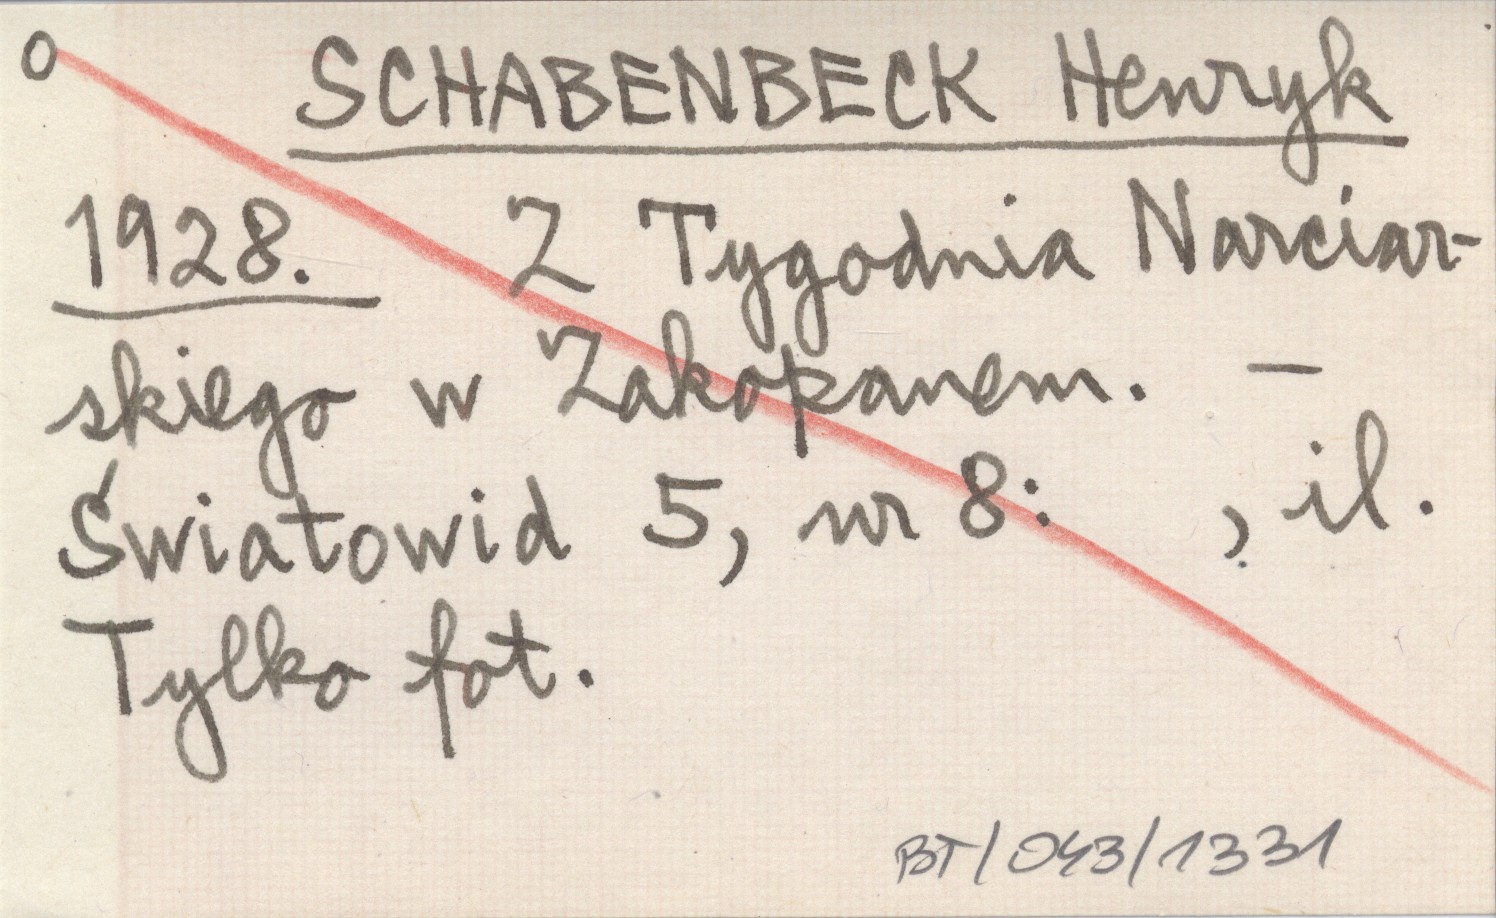 O SCHABENBECK Henryk
1928. Z Tygodnia Narciar-
skiego w Zakopanem. —
Światowid 5, nr 8: , il.
Tylko fot.
BT/043/1331